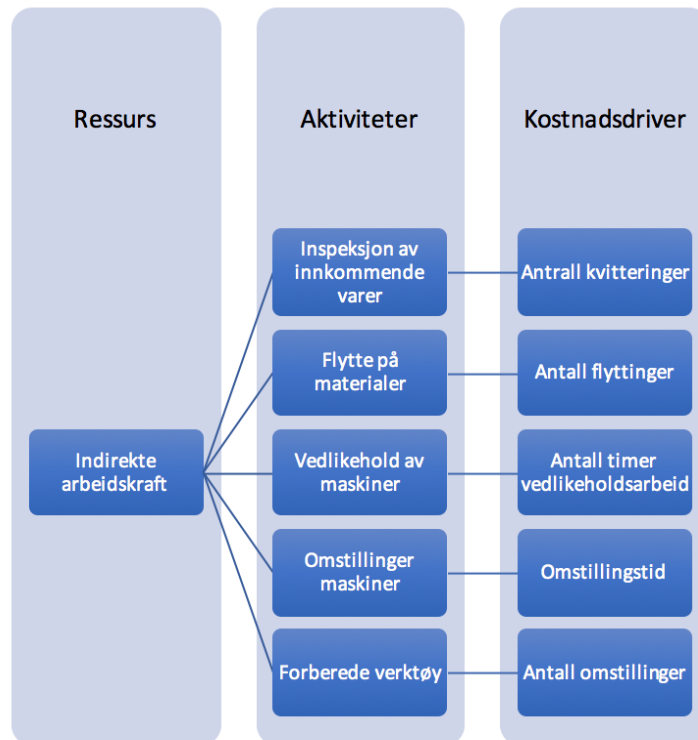 Ressurs
Aktiviteter
Kostnadsdriver
Indirekte
arbeidskraft
Inspeksjon av
innkommende
varer
Antrall kvitteringer
Flytte på
materialer
Antall flyttinger
Vedlikehold av
maskiner
Antall timer
vedlikeholdsarbeid
Omstillinger
maskiner
Omstillingstid
Forberede verktøy
Antall omstillinger